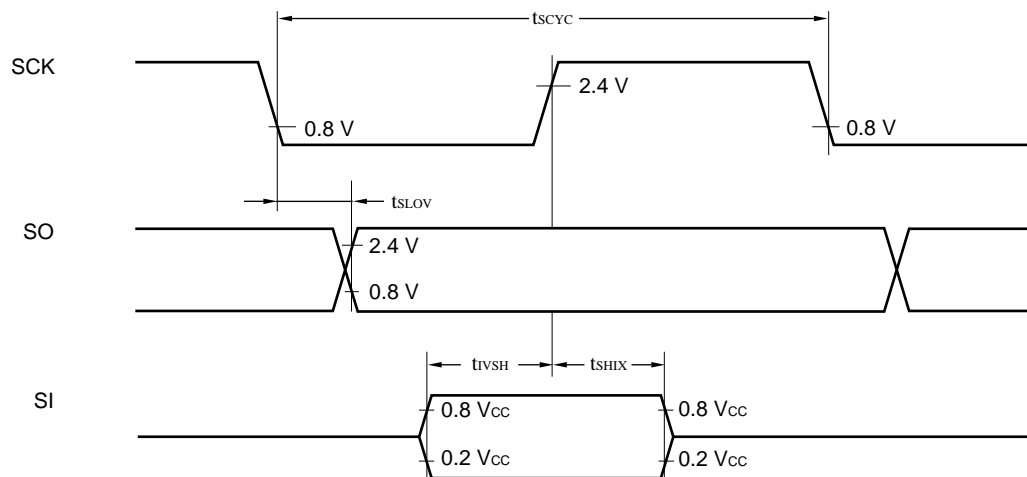 tSCYC
SCK
2.4 V
0.8 V
0.8 V
tSLOV
SO
2.4 V
0.8 V
tIVSH
tSHIX
SI
0.8 VCC
0.8 VCC
0.2 VCC
0.2 VCC